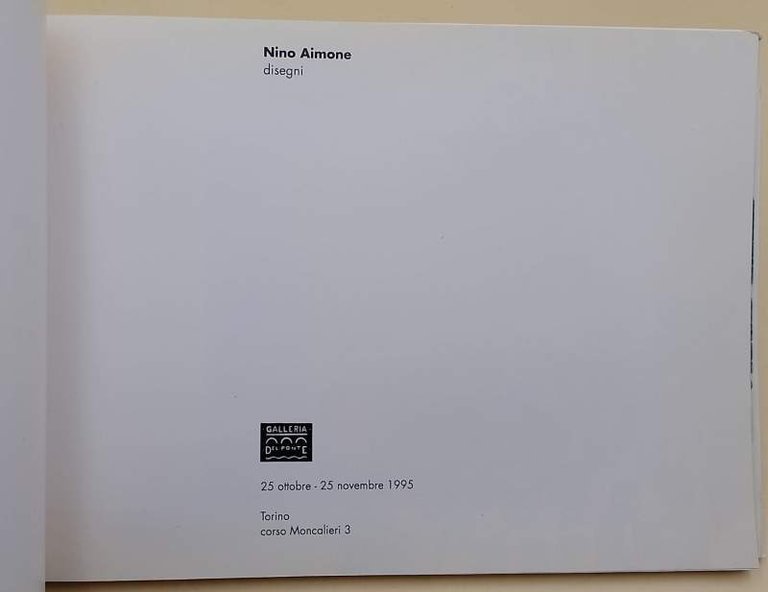 Nino Aimone
disegni
GALLERIA
DEL PONTE
25 ottobre - 25 novembre 1995
Torino
corso Moncalieri 3